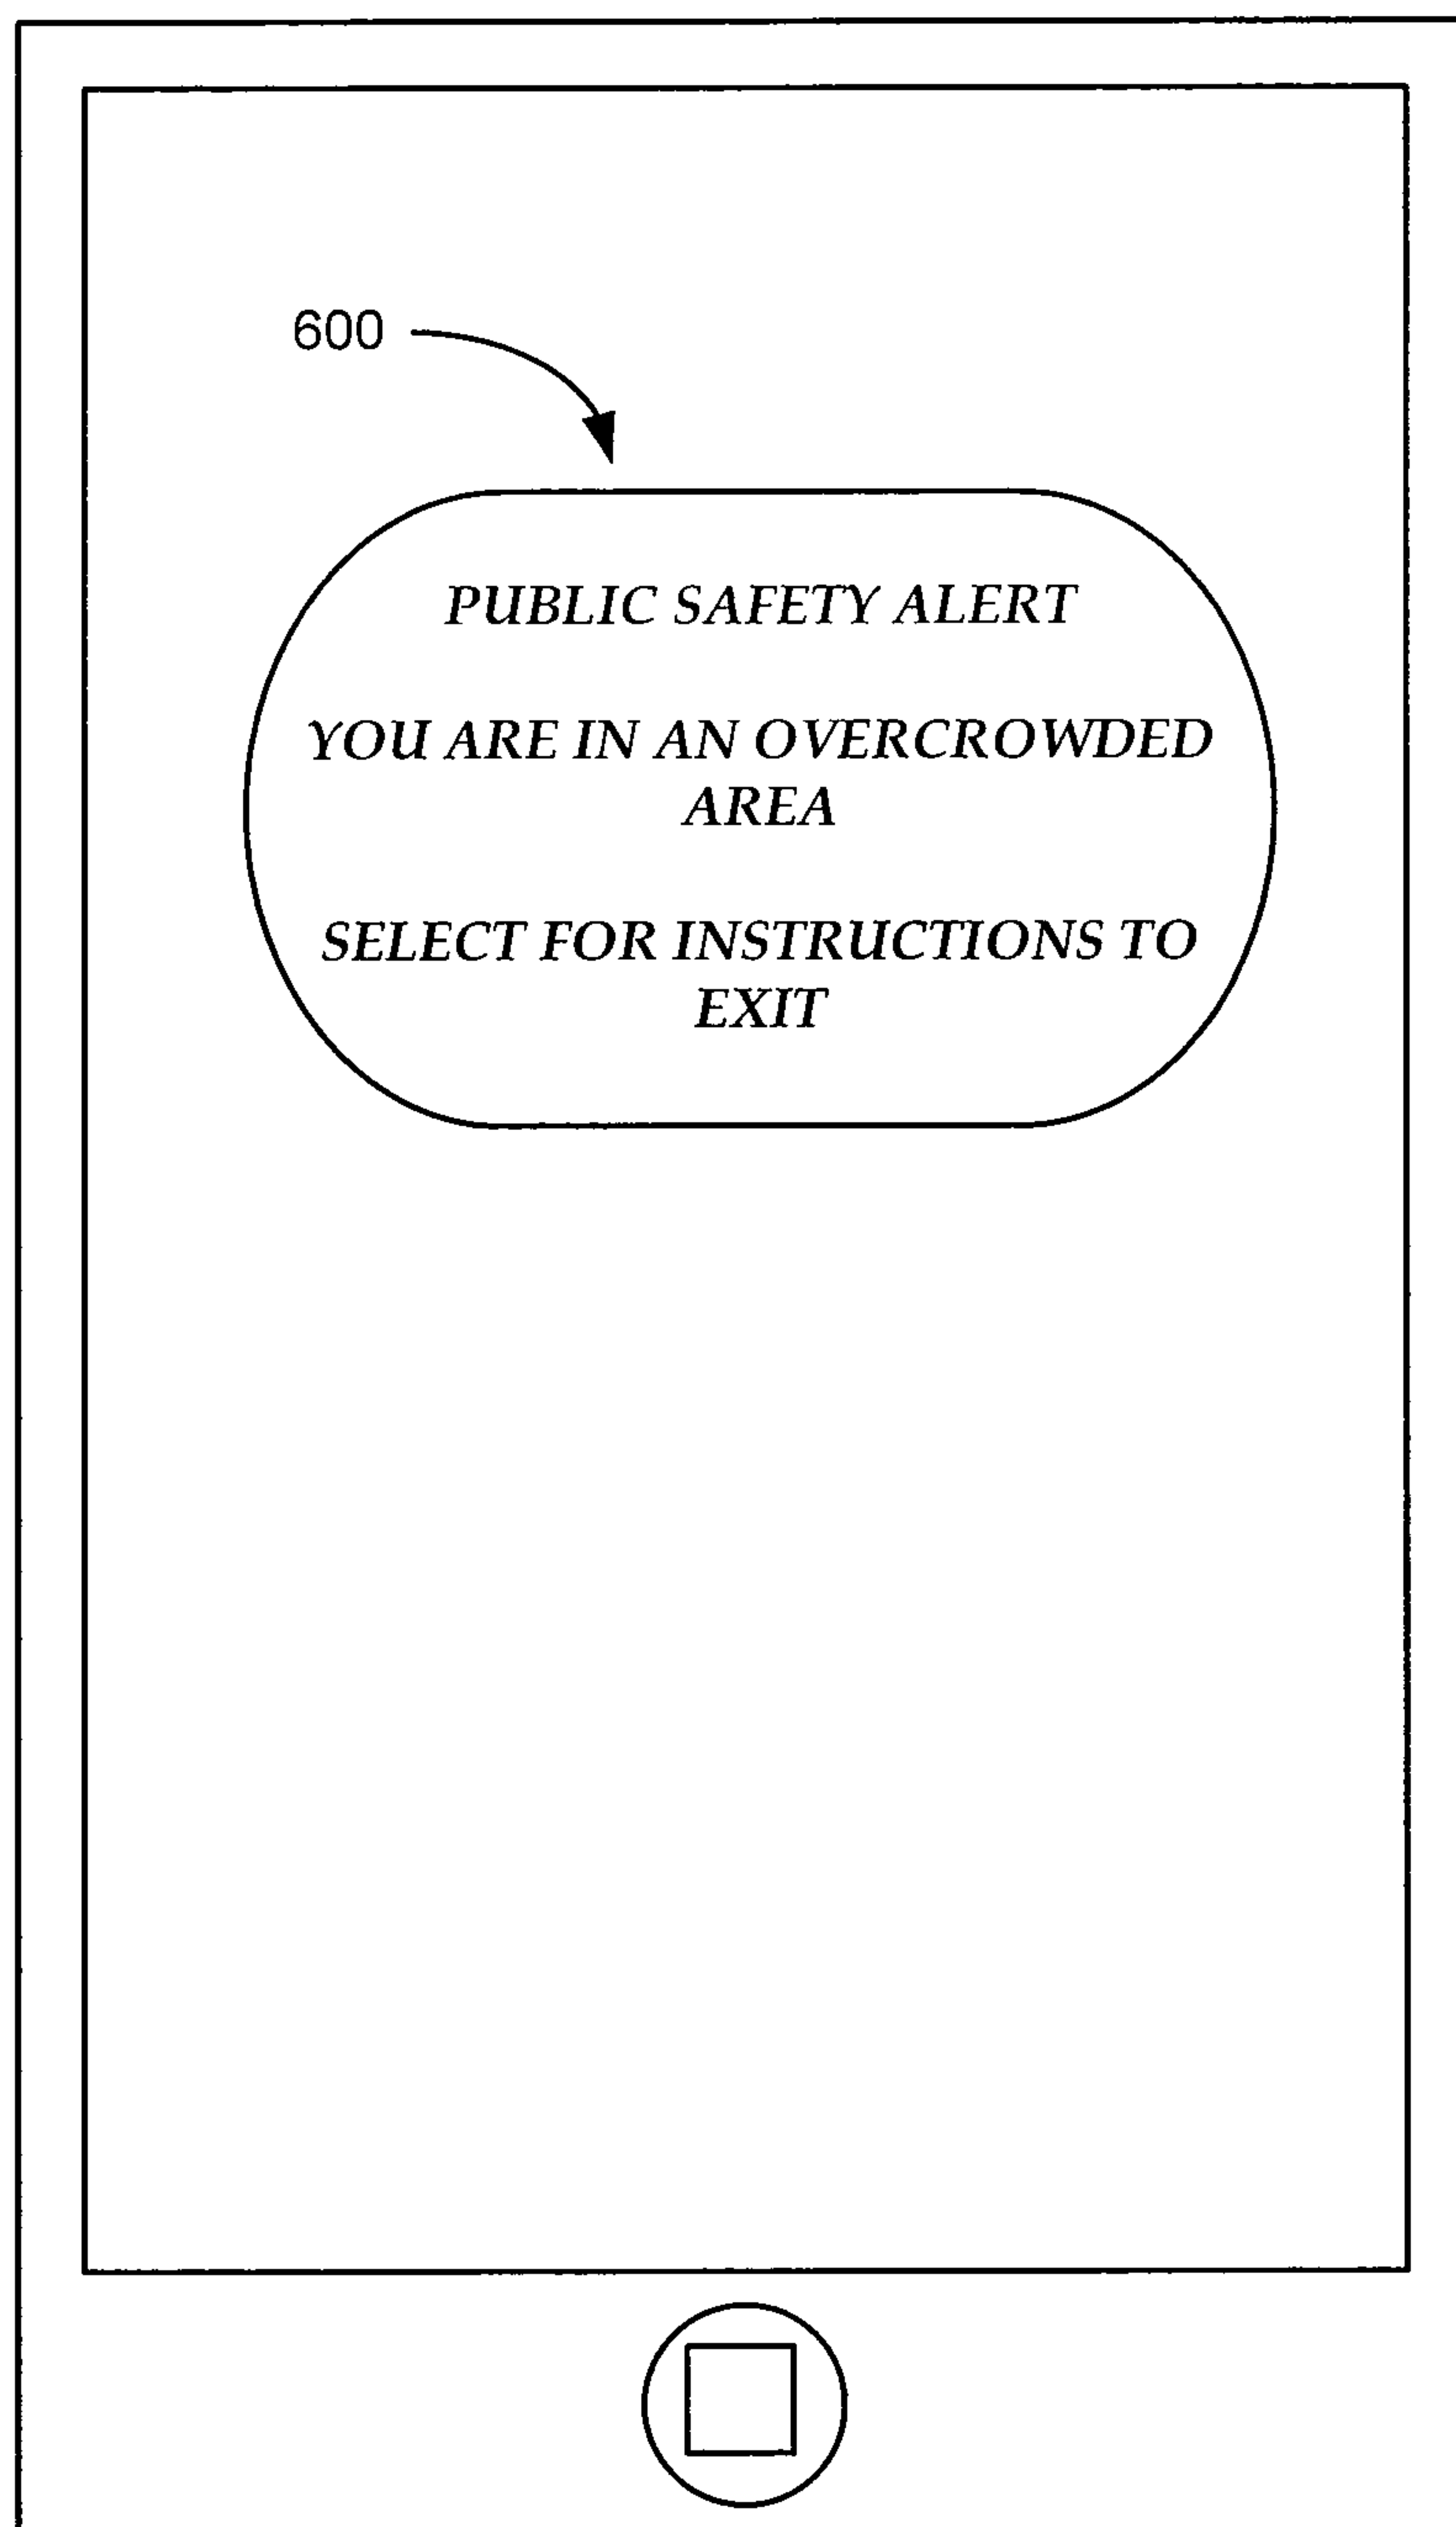 600
PUBLIC SAFETY ALERT
YOU ARE IN AN OVERCROWDED
AREA
SELECT FOR INSTRUCTIONS TO
EXIT